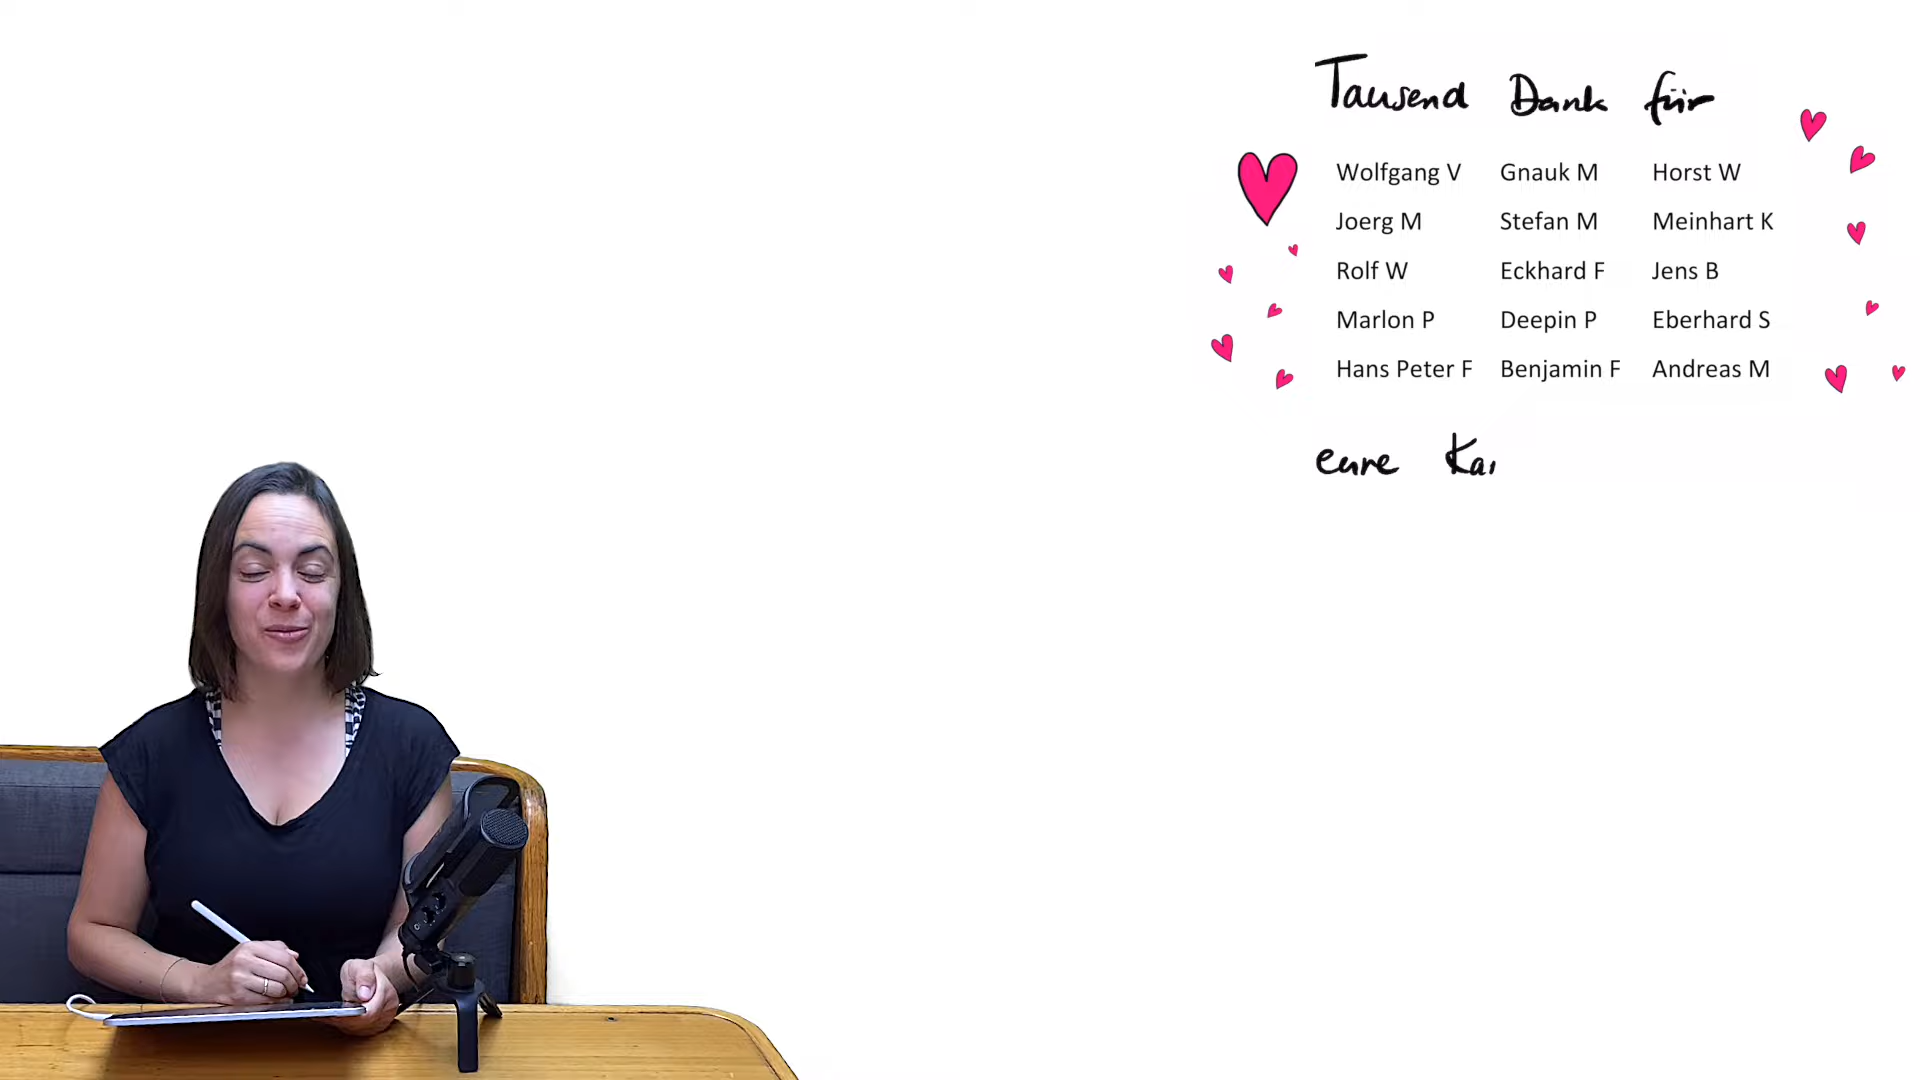 Tausend Dank für
Wolfgang V Gnauk M Horst W
Joerg M Stefan M Meinhart K
Rolf W Eckhard F Jens B
Marlon P Deepin P Eberhard S
Hans Peter F Benjamin F Andreas M
eure Kai